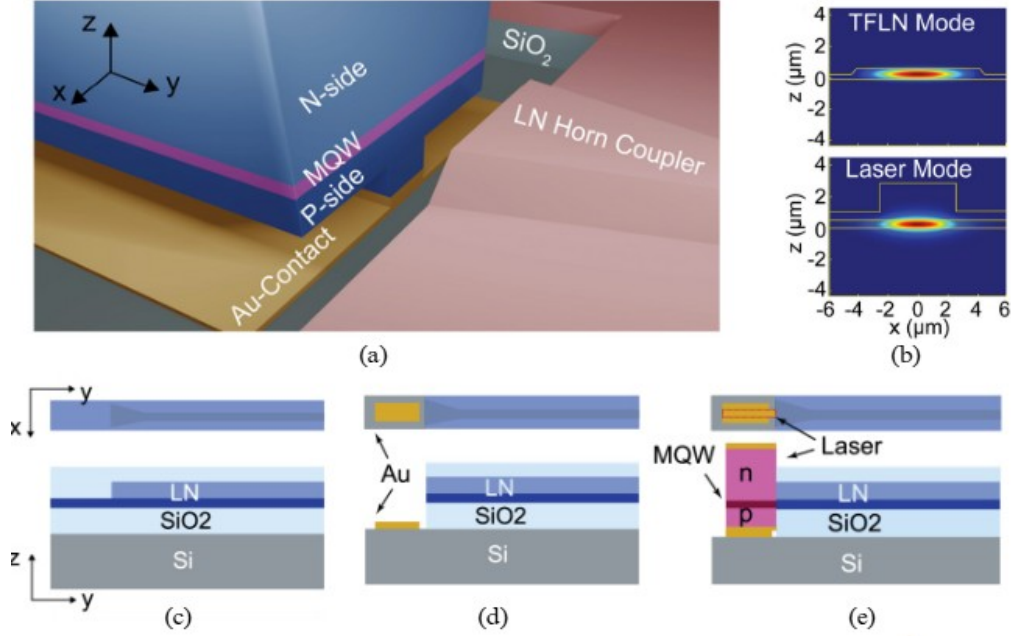 z
x
y
N-side
MQW
P-side
Au-Contact
SiO₂
LN Horn Coupler
(a)
TFLN Mode
z (μm)
4
2
0
-2
-4
Laser Mode
z (μm)
4
2
0
-2
-4
-6 -4 -2 0 2 4 6
x (μm)
(b)
y
x
LN
SiO2
Si
z
y
(c)
Au
LN
SiO2
Si
(d)
Laser
MQW
n
p
LN
SiO2
Si
(e)